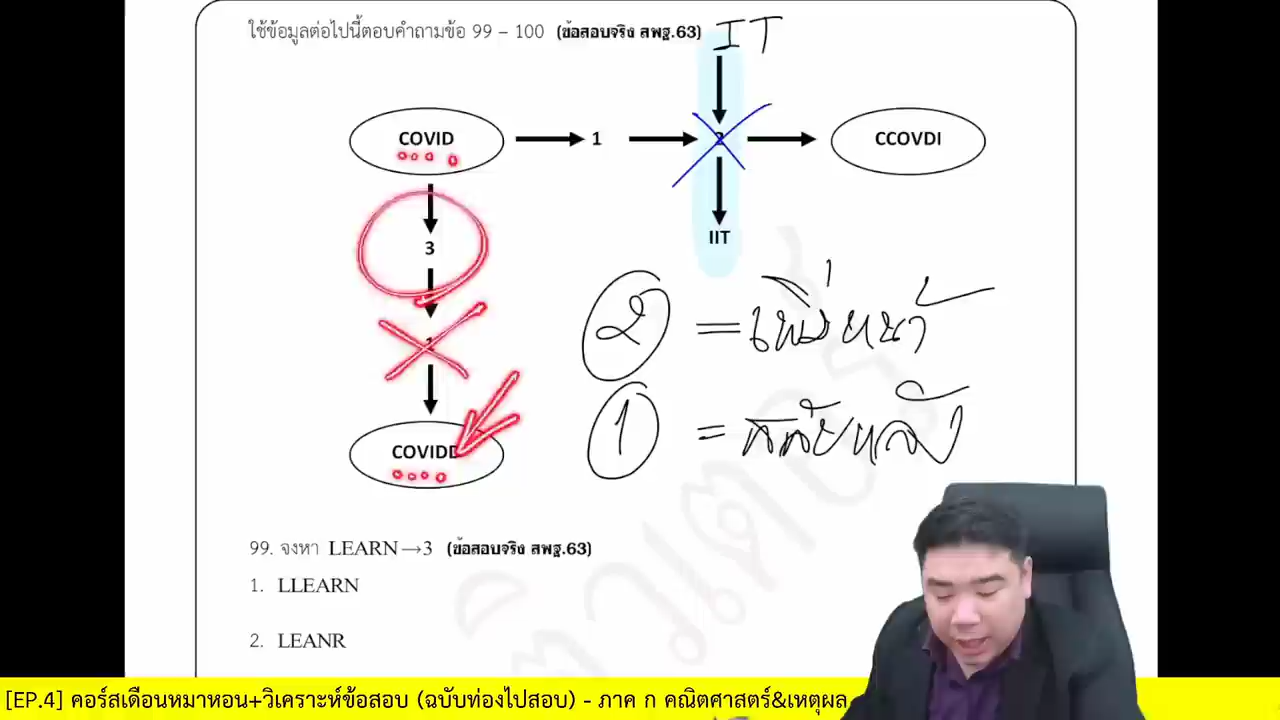 ใช้ข้อมูลต่อไปนี้ตอบคำถามข้อ 99 – 100 (ข้อสอบจริง สพฐ.63)
IT
COVID 1 2 CCOVDI
3 IIT
2 = เพิ่มหน้า
1
1 = สลับหลัง
COVIDD
99. จงหา LEARN→3 (ข้อสอบจริง สพฐ.63)
1. LLEARN
2. LEANR
[EP.4] คอร์สเดือนหมาหอน+วิเคราะห์ข้อสอบ (ฉบับท่องไปสอบ) - ภาค ก คณิตศาสตร์&เหตุผล